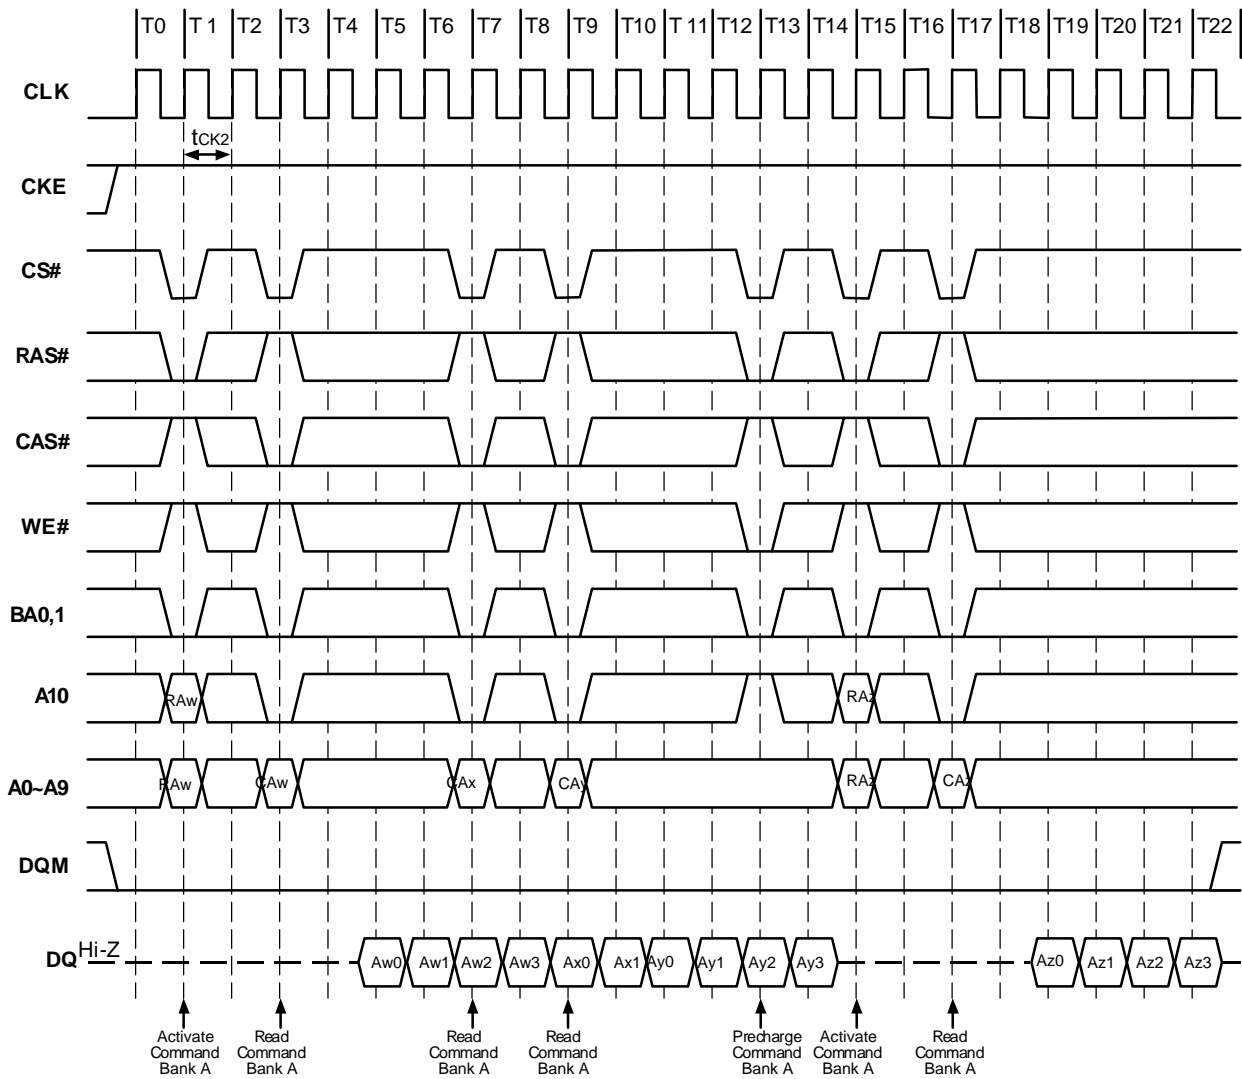 T0 T 1 T2 T3 T4 T5 T6 T7 T8 T9 T10 T 11 T12 T13 T14 T15 T16 T17 T18 T19 T20 T21 T22
CLK
tCK2
CKE
CS#
RAS#
CAS#
WE#
BA0,1
A10 RAw RAz
A0~A9 RAw CAw CAx CAy RAz CAz
DQM
DQ Hi-Z Aw0 Aw1 Aw2 Aw3 Ax0 Ax1 Ay0 Ay1 Ay2 Ay3 Az0 Az1 Az2 Az3
Activate Read Read Read Precharge Activate Read
Command Command Command Command Command Command Command
Bank A Bank A Bank A Bank A Bank A Bank A Bank A